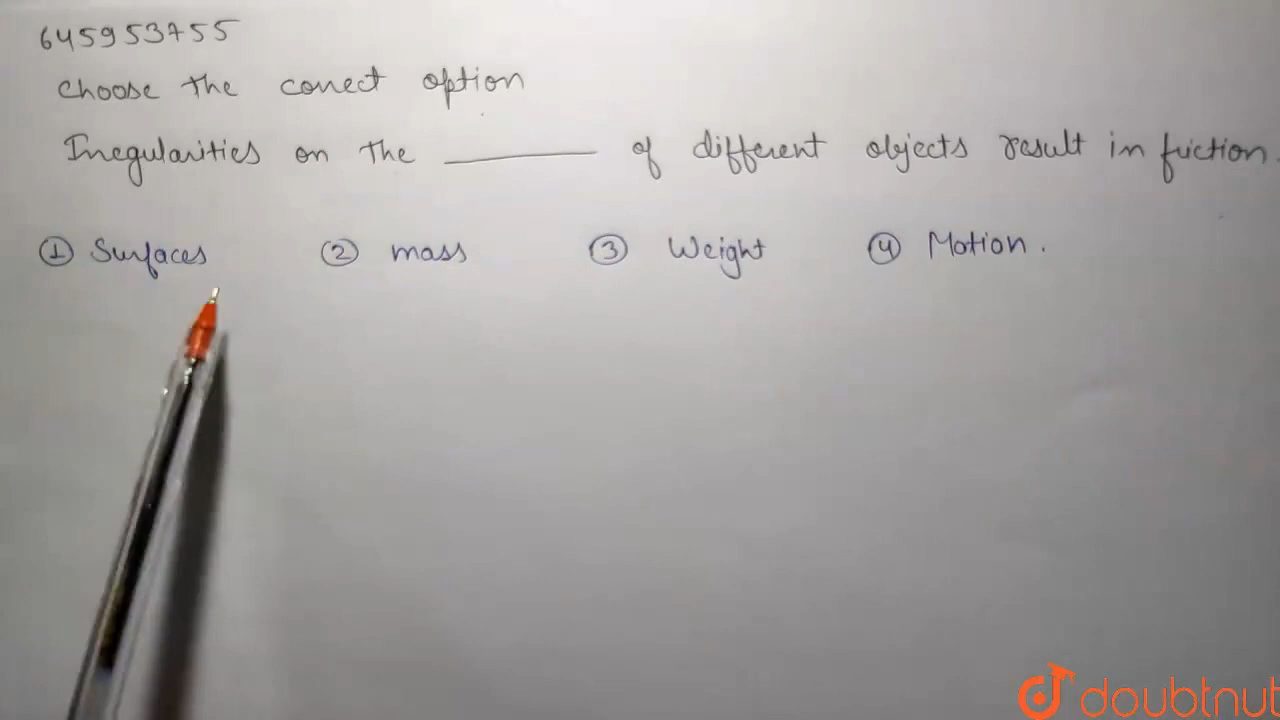 645953755
Choose the correct option
Irregularities on the ________ of different objects result in friction.
① Surfaces ② mass ③ Weight ④ Motion.
doubtnut